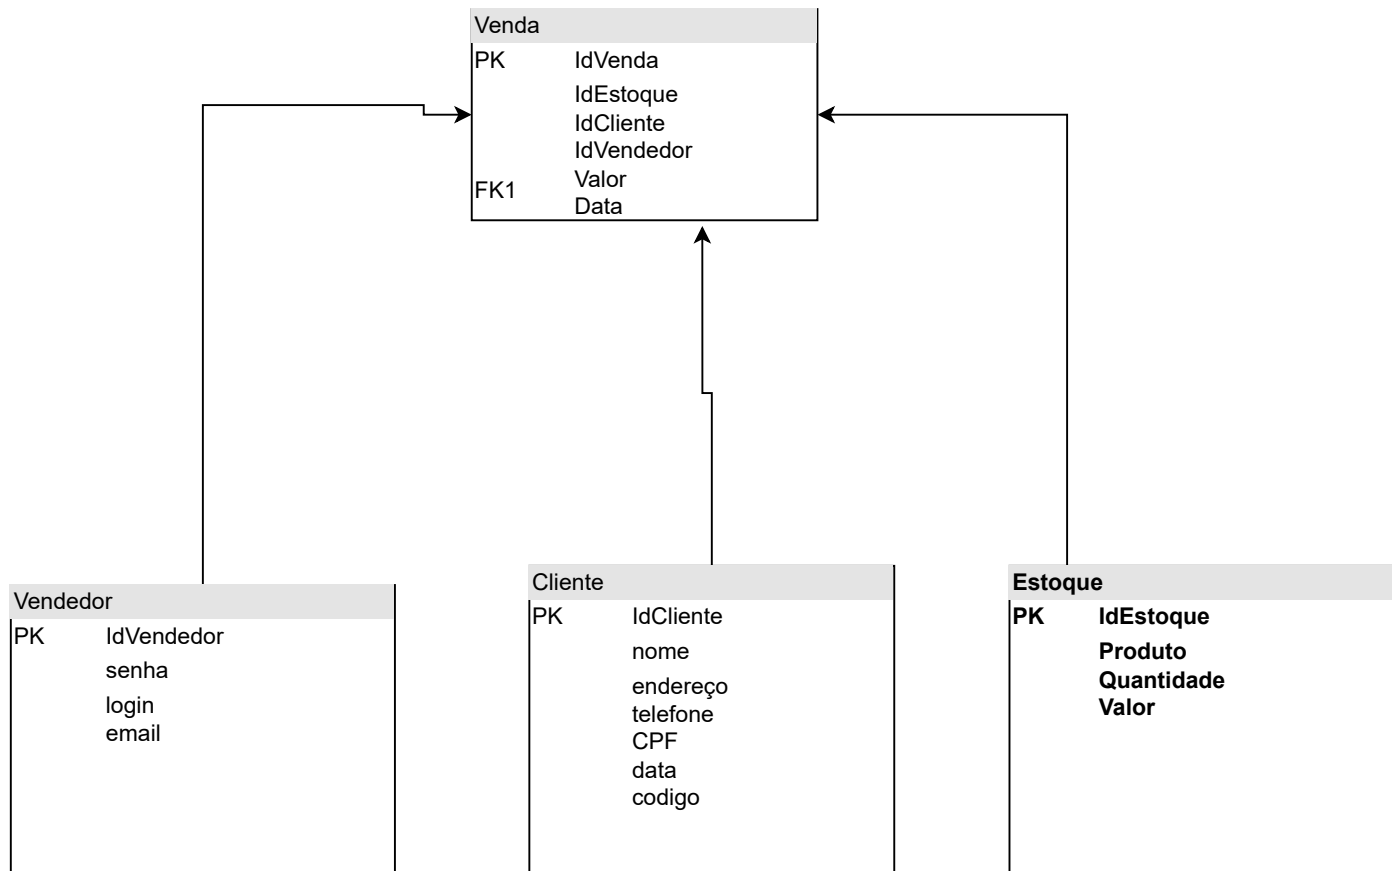 Venda
PK IdVenda
IdEstoque
IdCliente
IdVendedor
FK1 Valor
Data
Vendedor
PK IdVendedor
senha
login
email
Cliente
PK IdCliente
nome
endereço
telefone
CPF
data
codigo
Estoque
PK IdEstoque
Produto
Quantidade
Valor